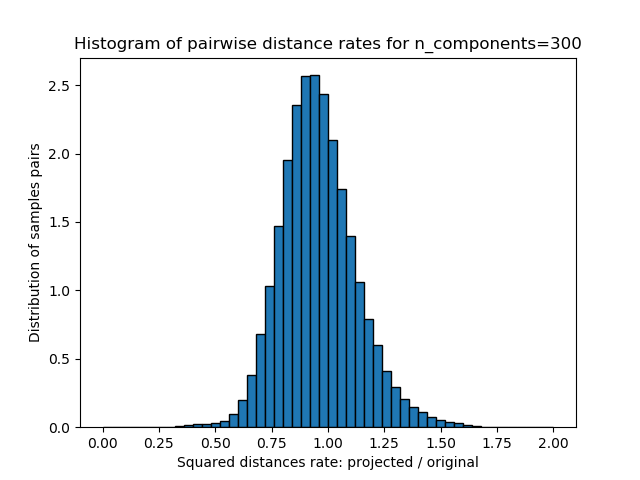 Histogram of pairwise distance rates for n_components=300
Distribution of samples pairs
2.5
2.0
1.5
1.0
0.5
0.0
0.00 0.25 0.50 0.75 1.00 1.25 1.50 1.75 2.00
Squared distances rate: projected / original